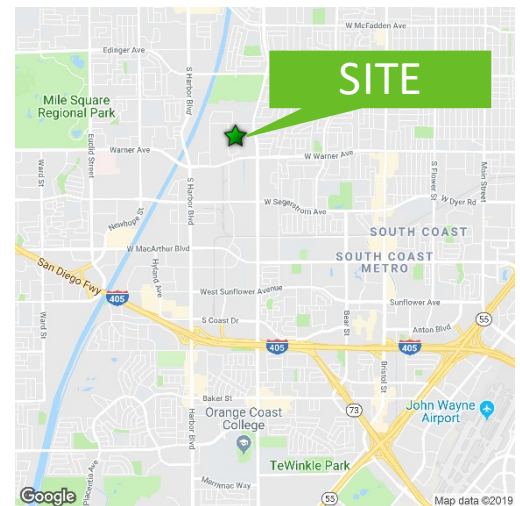 W McFadden Ave
Edinger Ave
SITE
S Harbor Blvd
Mile Square
Regional Park
Euclid Street
Warner Ave
W Warner Ave
Ward St
S Harbor Blvd
S Flower St
Main Street
W Segerstrom Ave
W Dyer Rd
Newhope St
SOUTH COAST
W MacArthur Blvd
SOUTH COAST
METRO
San Diego Fwy
Hyland Ave
405
West Sunflower Avenue
Sunflower Ave
Ward St
S Coast Dr
Bear St
Anton Blvd
55
405
405
Bristol St
Baker St
Harbor Blvd
Orange Coast
College
73
John Wayne
Airport
TeWinkle Park
Placentia Ave
Merrimac Way
55
Google
Map data ©2019